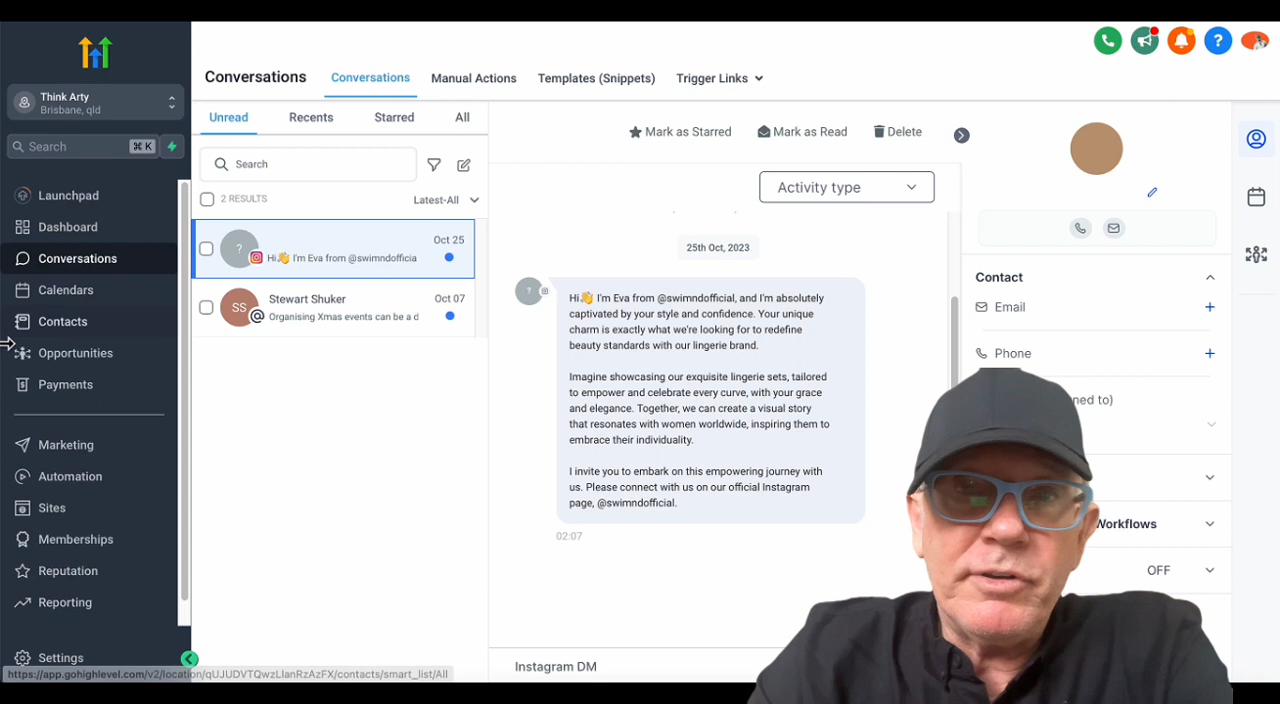 Think Arty
Brisbane, qld
Search
⌘ K
Launchpad
Dashboard
Conversations
Calendars
Contacts
Opportunities
Payments
Marketing
Automation
Sites
Memberships
Reputation
Reporting
Settings
https://app.gohighlevel.com/v2/location/qUJUDVTQwzLIanRzAzFX/contacts/smart_list/All
Conversations
Conversations
Manual Actions
Templates (Snippets)
Trigger Links
?
Unread
Recents
Starred
All
Search
2 RESULTS
Latest-All
?
Oct 25
Hi👋 I'm Eva from @swimndofficia
SS
Stewart Shuker
Oct 07
Organising Xmas events can be a d
Mark as Starred
Mark as Read
Delete
Activity type
25th Oct, 2023
?
Hi👋 I'm Eva from @swimndofficial, and I'm absolutely
captivated by your style and confidence. Your unique
charm is exactly what we're looking for to redefine
beauty standards with our lingerie brand.
Imagine showcasing our exquisite lingerie sets, tailored
to empower and celebrate every curve, with your grace
and elegance. Together, we can create a visual story
that resonates with women worldwide, inspiring them to
embrace their individuality.
I invite you to embark on this empowering journey with
us. Please connect with us on our official Instagram
page, @swimndofficial.
02:07
Instagram DM
Contact
Email
Phone
ned to)
Workflows
OFF